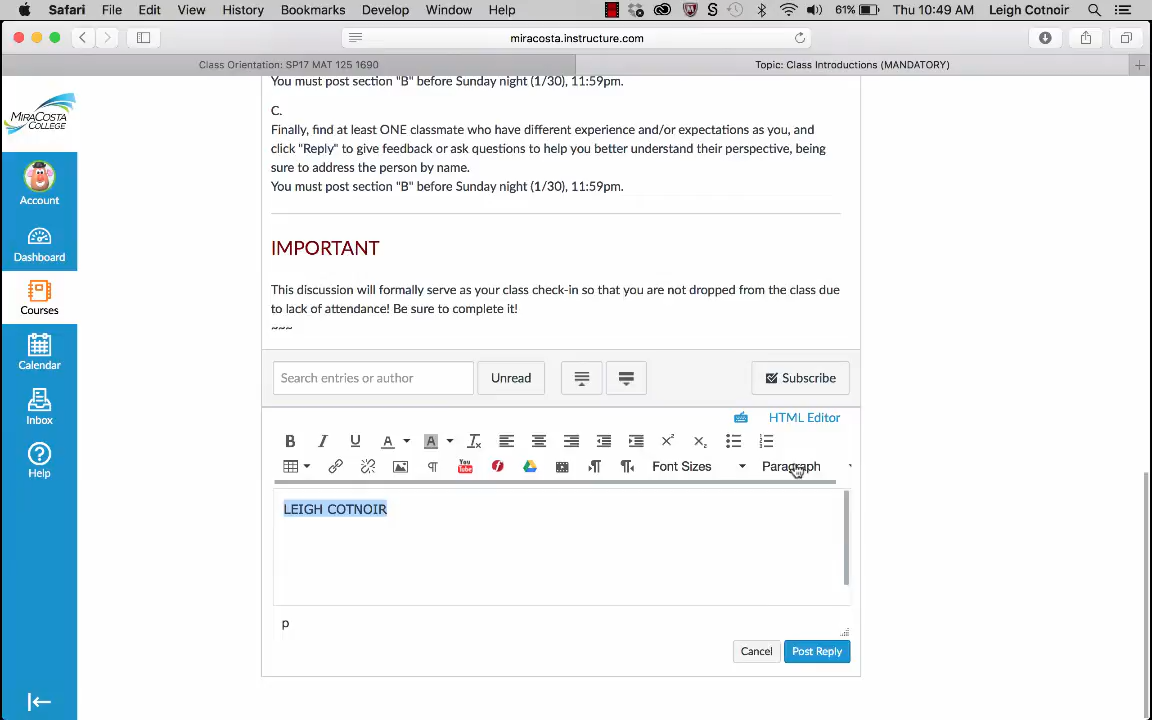 Safari File Edit View History Bookmarks Develop Window Help 61% Thu 10:49 AM Leigh Cotnoir
miracosta.instructure.com
Class Orientation: SP17 MAT 125 1690
Topic: Class Introductions (MANDATORY)
You must post section "B" before Sunday night (1/30), 11:59pm.
C.
Finally, find at least ONE classmate who have different experience and/or expectations as you, and
click "Reply" to give feedback or ask questions to help you better understand their perspective, being
sure to address the person by name.
You must post section "B" before Sunday night (1/30), 11:59pm.
IMPORTANT
This discussion will formally serve as your class check-in so that you are not dropped from the class due
to lack of attendance! Be sure to complete it!
~~~
Search entries or author
Unread
Subscribe
HTML Editor
B I U A A Tx x² x₂
You Tube
Font Sizes
Paragraph
LEIGH COTNOIR
p
Cancel
Post Reply
MIRACOSTA
COLLEGE
Account
Dashboard
Courses
Calendar
Inbox
Help